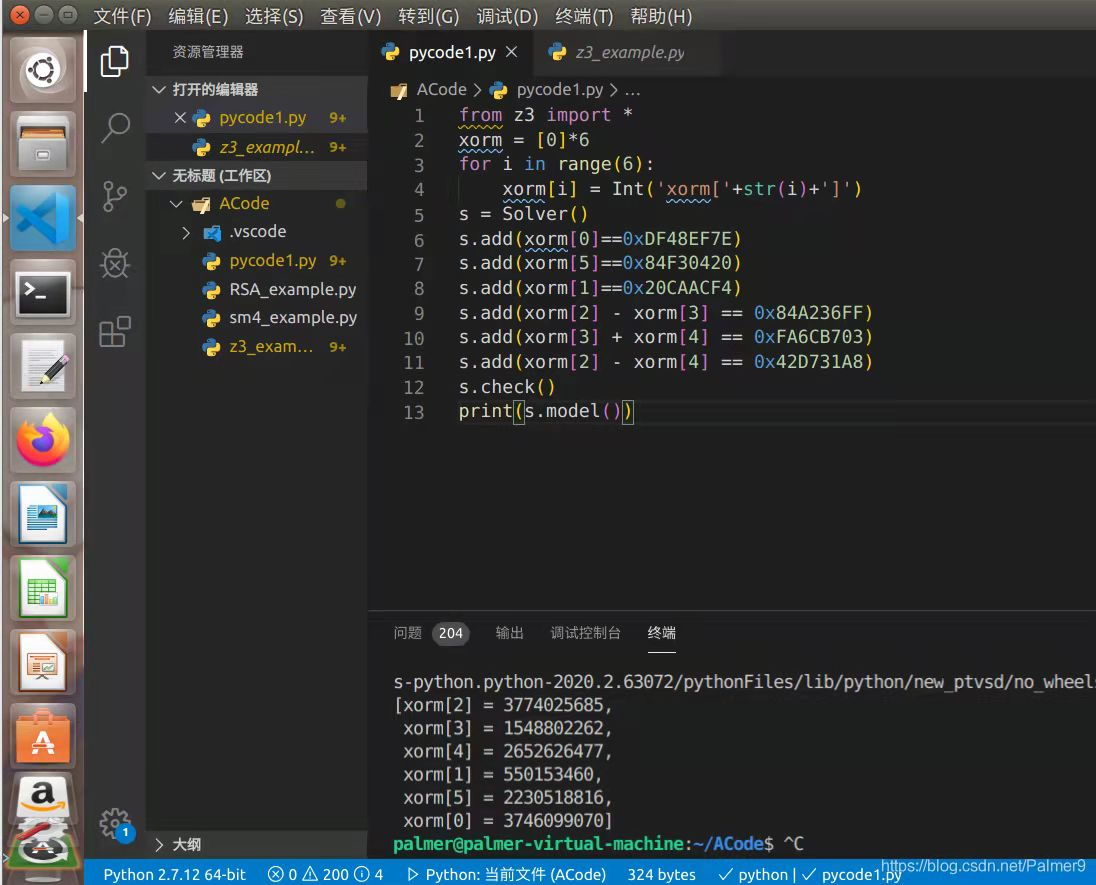 文件(F) 编辑(E) 选择(S) 查看(V) 转到(G) 调试(D) 终端(T) 帮助(H)
资源管理器
打开的编辑器
pycode1.py 9+
z3_exampl... 9+
无标题 (工作区)
ACode
.vscode
pycode1.py 9+
RSA_example.py
sm4_example.py
z3_exam... 9+
大纲
1
pycode1.py
z3_example.py
ACode > pycode1.py > ...
1 from z3 import *
2 xorm = [0]*6
3 for i in range(6):
4 xorm[i] = Int('xorm['+str(i)+']')
5 s = Solver()
6 s.add(xorm[0]==0xDF48EF7E)
7 s.add(xorm[5]==0x84F30420)
8 s.add(xorm[1]==0x20CAACF4)
9 s.add(xorm[2] - xorm[3] == 0x84A236FF)
10 s.add(xorm[3] + xorm[4] == 0xFA6CB703)
11 s.add(xorm[2] - xorm[4] == 0x42D731A8)
12 s.check()
13 print(s.model())
问题 204 输出 调试控制台 终端
s-python.python-2020.2.63072/pythonFiles/lib/python/new_ptvsd/no_wheels
[xorm[2] = 3774025685,
xorm[3] = 1548802262,
xorm[4] = 2652626477,
xorm[1] = 550153460,
xorm[5] = 2230518816,
xorm[0] = 3746099070]
palmer@palmer-virtual-machine:~/ACode$ ^C
Python 2.7.12 64-bit 0 200 4 Python: 当前文件 (ACode) 324 bytes python | pycode1.py
https://blog.csdn.net/Palmer9